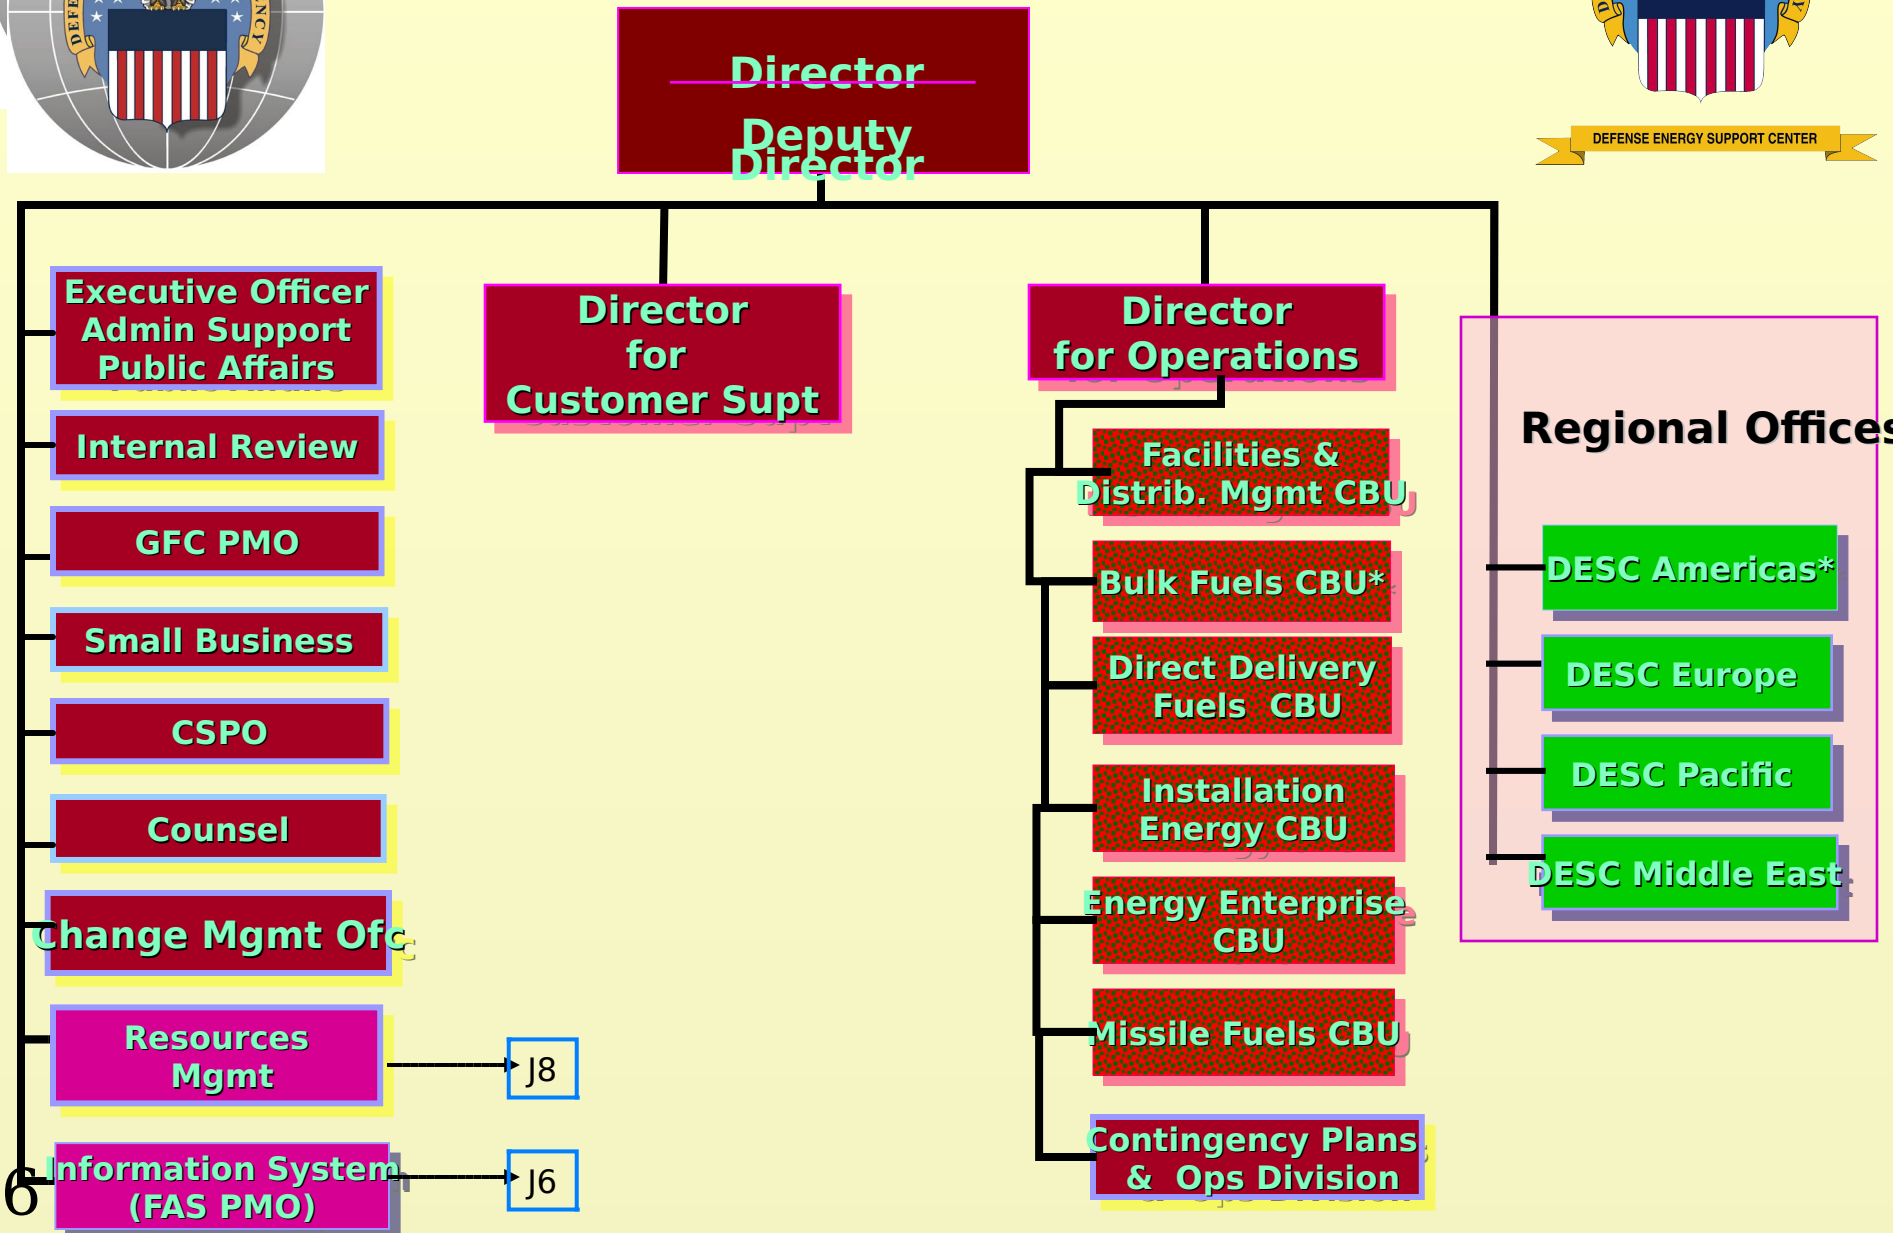 DEFE
ENCY
D
Y
Director
Deputy
Director
DEFENSE ENERGY SUPPORT CENTER
Executive Officer
Admin Support
Public Affairs
Internal Review
GFC PMO
Small Business
CSPO
Counsel
Change Mgmt Ofc
Resources
Mgmt
J8
Information System
(FAS PMO)
J6
6
Director
for
Customer Supt
Director
for Operations
Facilities &
Distrib. Mgmt CBU
Bulk Fuels CBU*
Direct Delivery
Fuels  CBU
Installation
Energy CBU
Energy Enterprise
CBU
Missile Fuels CBU
Contingency Plans
&  Ops Division
Regional Offices
DESC Americas*
DESC Europe
DESC Pacific
DESC Middle East